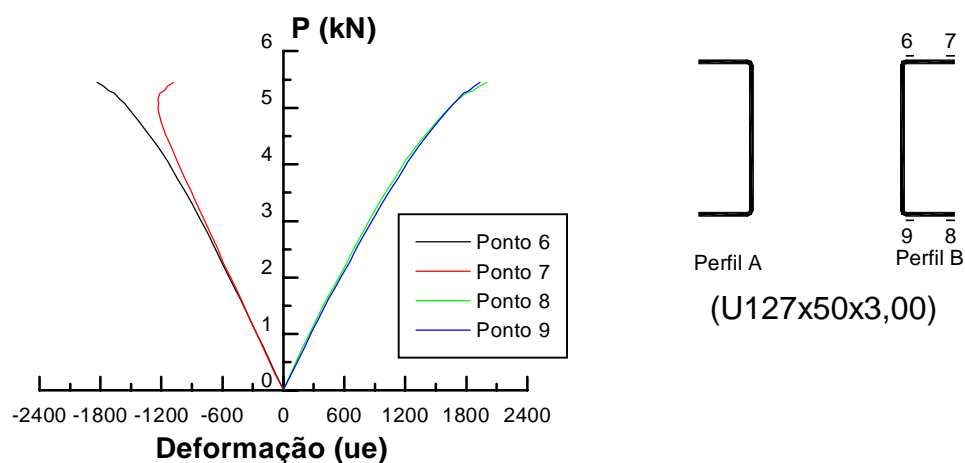 P (kN)
6
5
4
3
2
1
0
-2400 -1800 -1200 -600 0 600 1200 1800 2400
Deformação (ue)
Ponto 6
Ponto 7
Ponto 8
Ponto 9
6 7
9 8
Perfil A
Perfil B
(U127x50x3,00)